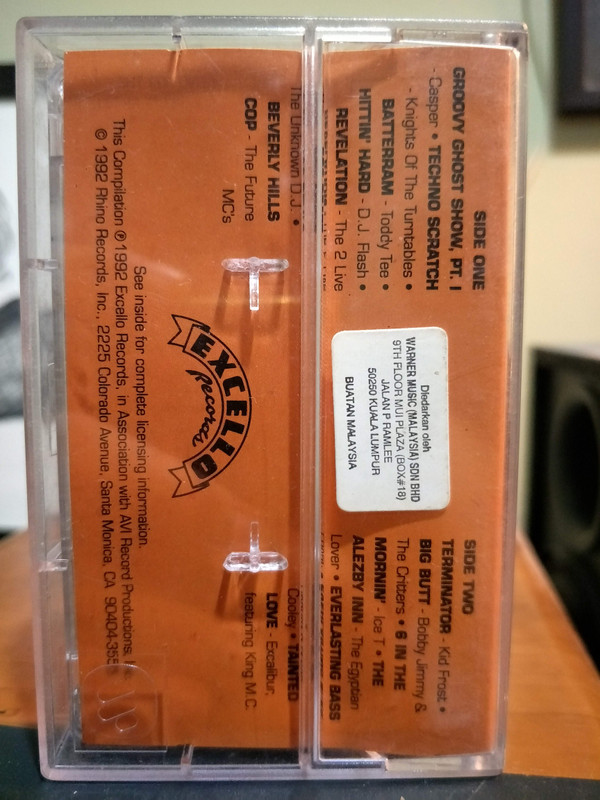 SIDE ONE
GROOVY GHOST SHOW, PT. 1
- Casper • TECHNO SCRATCH
- Knights Of The Turntables •
BATTERRAM - Toddy Tee •
HITTIN' HARD - D.J. Flash •
REVELATION - The 2 Live
The Unknown D.J. •
BEVERLY HILLS
COP - The Future
MC's
Diedarkan oleh
WARNER MUSIC (MALAYSIA) SDN BHD
9TH FLOOR MUI PLAZA (BOX#18)
JALAN P RAMLEE
50250 KUALA LUMPUR
BUATAN MALAYSIA
SIDE TWO
TERMINATOR - Kid Frost •
BIG BUTT - Bobby Jimmy &
The Critters • 6 IN THE
MORNIN' - Ice T • THE
ALEZBY INN - The Egyptian
Lover • EVERLASTING BASS
Cooley • TAINTED
LOVE - Excalibur,
featuring King M.C.
EXCELLO
records
See inside for complete licensing information.
This Compilation ℗ 1992 Excello Records, in Association with AVI Record Productions,
© 1992 Rhino Records, Inc., 2225 Colorado Avenue, Santa Monica, CA 90404-355